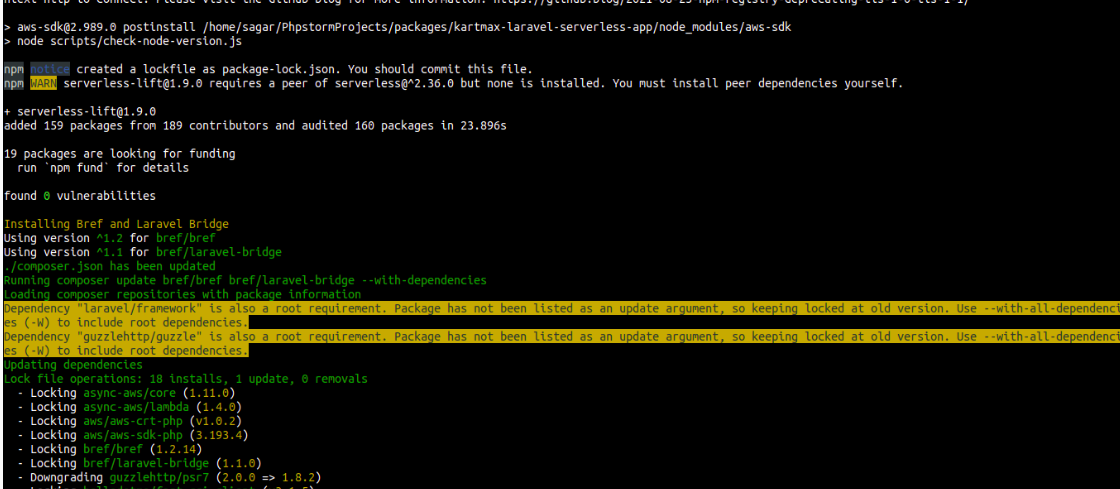 > aws-sdk@2.989.0 postinstall /home/sagar/PhpstormProjects/packages/kartmax-laravel-serverless-app/node_modules/aws-sdk
> node scripts/check-node-version.js
npm notice created a lockfile as package-lock.json. You should commit this file.
npm WARN serverless-lift@1.9.0 requires a peer of serverless@^2.36.0 but none is installed. You must install peer dependencies yourself.
+ serverless-lift@1.9.0
added 159 packages from 189 contributors and audited 160 packages in 23.896s
19 packages are looking for funding
run `npm fund` for details
found 0 vulnerabilities
Installing Bref and Laravel Bridge
Using version ^1.2 for bref/bref
Using version ^1.1 for bref/laravel-bridge
./composer.json has been updated
Running composer update bref/bref bref/laravel-bridge --with-dependencies
Loading composer repositories with package information
Dependency "laravel/framework" is also a root requirement. Package has not been listed as an update argument, so keeping locked at old version. Use --with-all-dependenci
es (-W) to include root dependencies.
Dependency "guzzlehttp/guzzle" is also a root requirement. Package has not been listed as an update argument, so keeping locked at old version. Use --with-all-dependenci
es (-W) to include root dependencies.
Updating dependencies
Lock file operations: 18 installs, 1 update, 0 removals
- Locking async-aws/core (1.11.0)
- Locking async-aws/lambda (1.4.0)
- Locking aws/aws-crt-php (v1.0.2)
- Locking aws/aws-sdk-php (3.193.4)
- Locking bref/bref (1.2.14)
- Locking bref/laravel-bridge (1.1.0)
- Downgrading guzzlehttp/psr7 (2.0.0 => 1.8.2)